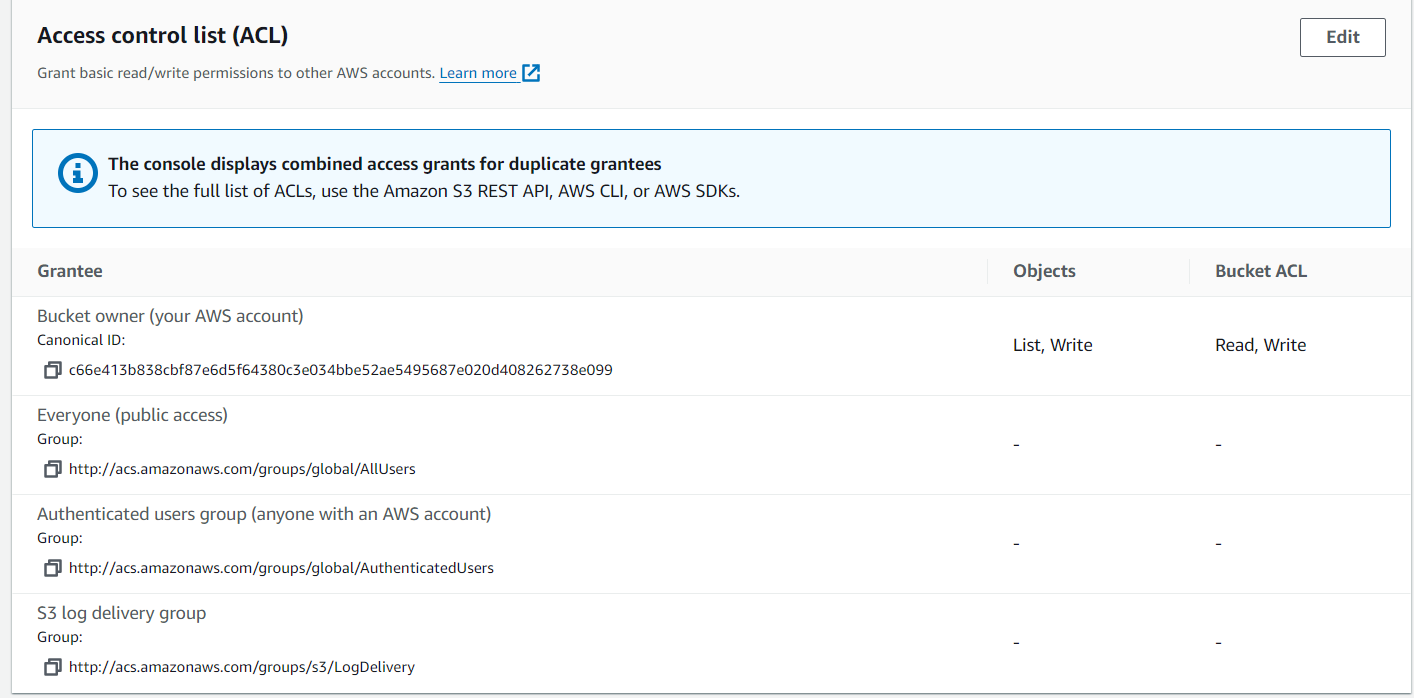 Access control list (ACL)
Edit
Grant basic read/write permissions to other AWS accounts. Learn more
The console displays combined access grants for duplicate grantees
To see the full list of ACLs, use the Amazon S3 REST API, AWS CLI, or AWS SDKs.
Grantee Objects Bucket ACL
Bucket owner (your AWS account)
Canonical ID:
c66e413b838cbf87e6d5f64380c3e034bbe52ae5495687e020d408262738e099
List, Write Read, Write
Everyone (public access)
Group:
http://acs.amazonaws.com/groups/global/AllUsers
- -
Authenticated users group (anyone with an AWS account)
Group:
http://acs.amazonaws.com/groups/global/AuthenticatedUsers
- -
S3 log delivery group
Group:
http://acs.amazonaws.com/groups/s3/LogDelivery
- -